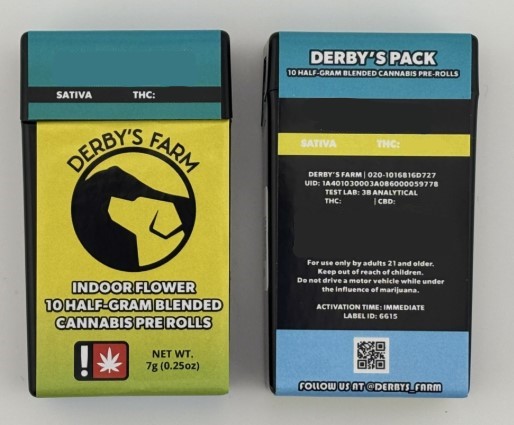 SATIVA THC:
DERBY'S FARM
INDOOR FLOWER
10 HALF-GRAM BLENDED
CANNABIS PRE ROLLS
!
NET WT.
7g (0.25oz)
DERBY'S PACK
10 HALF-GRAM BLENDED CANNABIS PRE-ROLLS
SATIVA THC:
DERBY'S FARM | 020-1016816D727
UID: 1A401030003A086000059778
TEST LAB: 3B ANALYTICAL
THC: | CBD:
For use only by adults 21 and older.
Keep out of reach of children.
Do not drive a motor vehicle while under
the influence of marijuana.
ACTIVATION TIME: IMMEDIATE
LABEL ID: 6615
FOLLOW US AT @DERBYS_FARM